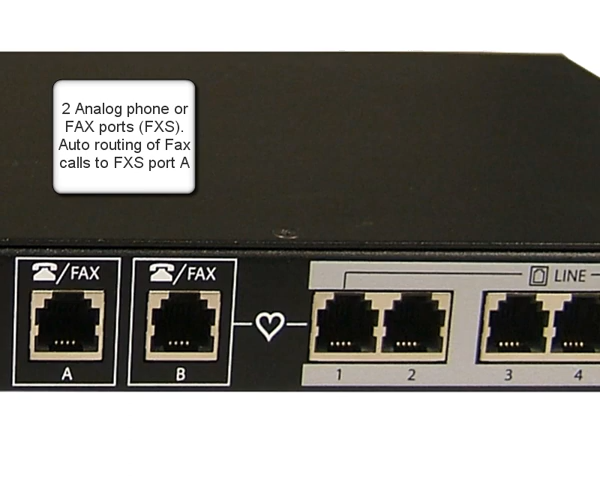 2 Analog phone or
FAX ports (FXS).
Auto routing of Fax
calls to FXS port A
/FAX
/FAX
LINE
A
B
1
2
3
4